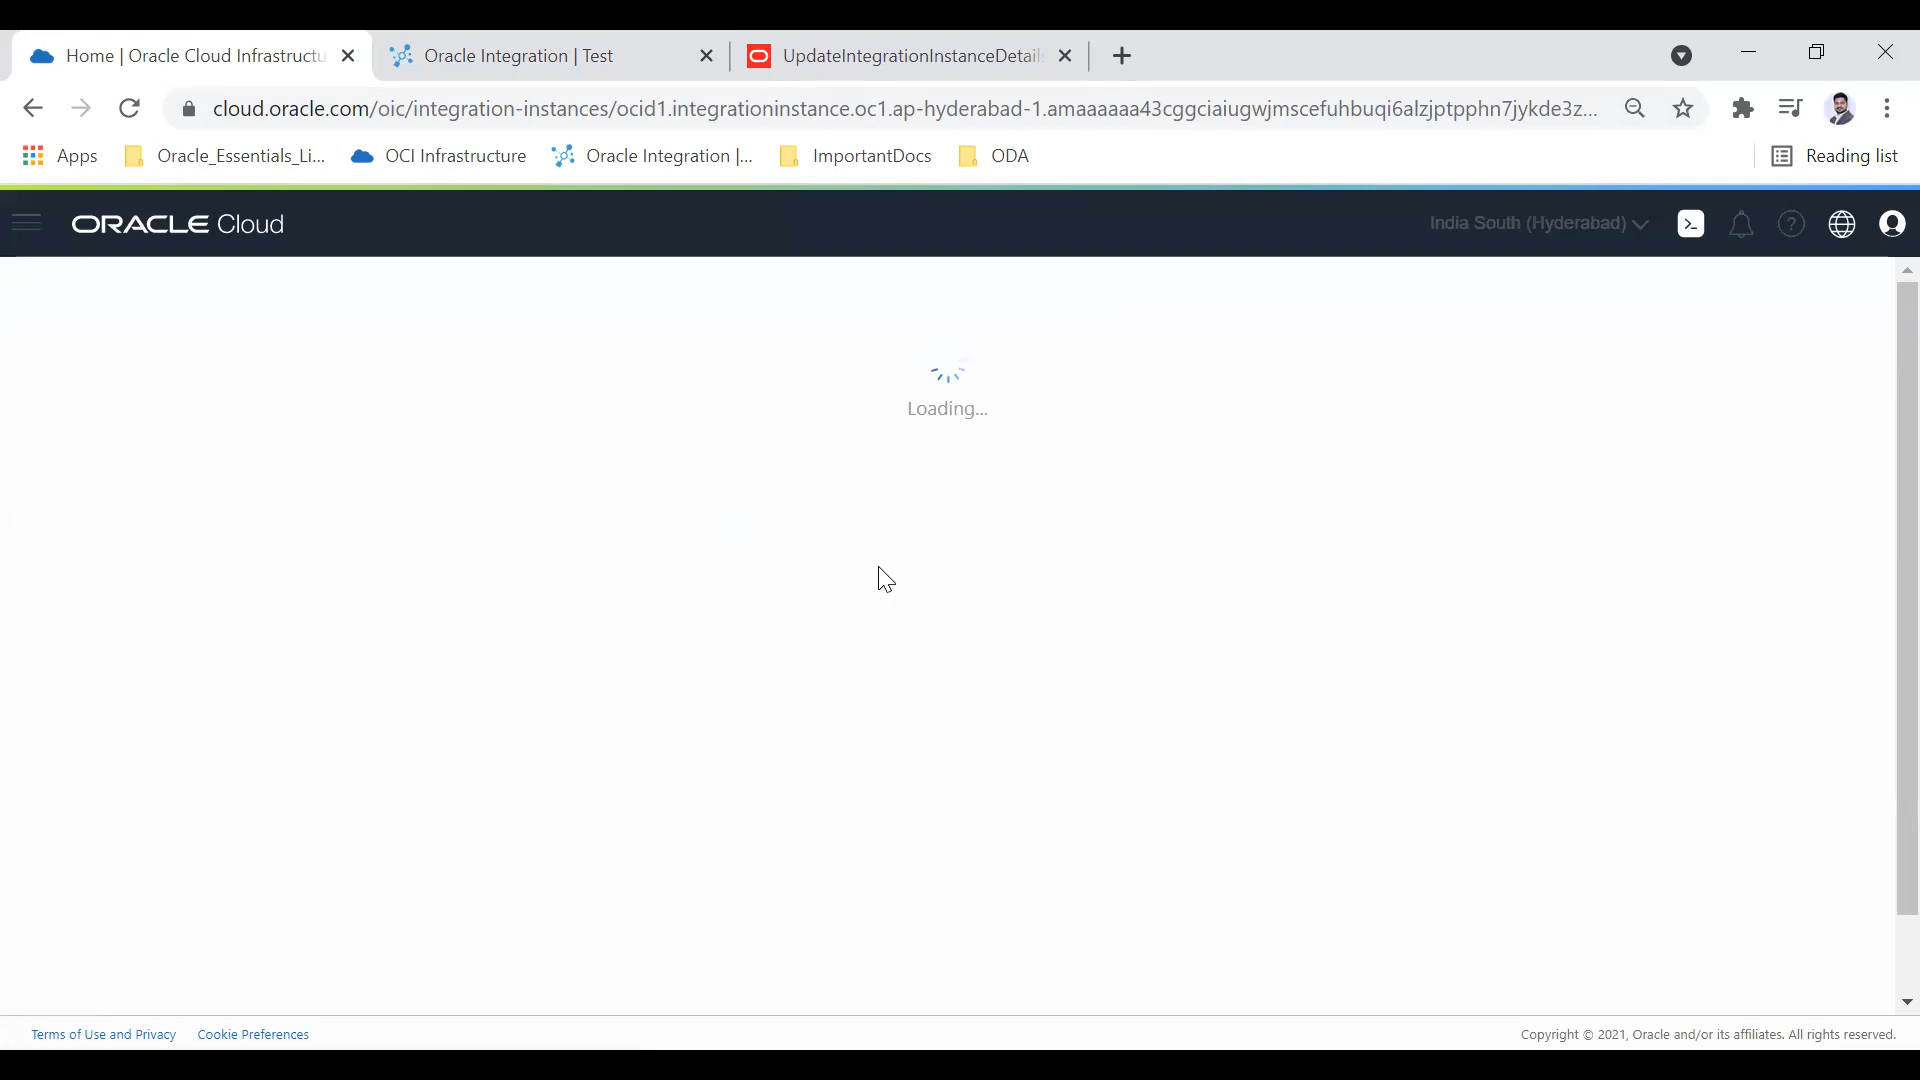 Home | Oracle Cloud Infrastructu
Oracle Integration | Test
UpdateIntegrationInstanceDetail
cloud.oracle.com/oic/integration-instances/ocid1.integrationinstance.oc1.ap-hyderabad-1.amaaaaaa43cggciaiugwjmscefuhbuqi6alzjptpphn7jykde3z...
Apps
Oracle_Essentials_Li...
OCI Infrastructure
Oracle Integration |...
ImportantDocs
ODA
Reading list
ORACLE Cloud
India South (Hyderabad)
Loading...
Terms of Use and Privacy
Cookie Preferences
Copyright © 2021, Oracle and/or its affiliates. All rights reserved.